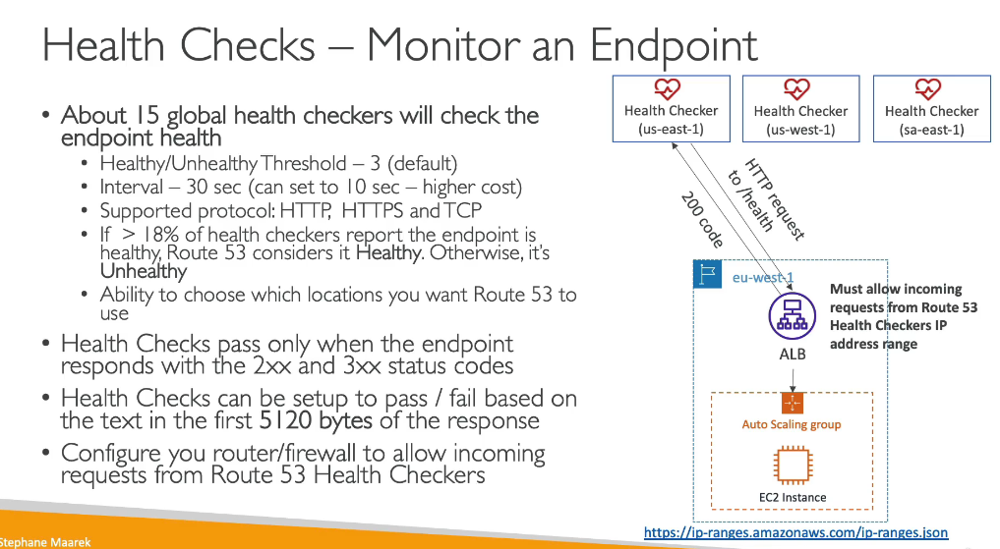 Health Checks – Monitor an Endpoint
• About 15 global health checkers will check the
endpoint health
• Healthy/Unhealthy Threshold – 3 (default)
• Interval – 30 sec (can set to 10 sec – higher cost)
• Supported protocol: HTTP, HTTPS and TCP
• If > 18% of health checkers report the endpoint is
healthy, Route 53 considers it Healthy. Otherwise, it's
Unhealthy
• Ability to choose which locations you want Route 53 to
use
• Health Checks pass only when the endpoint
responds with the 2xx and 3xx status codes
• Health Checks can be setup to pass / fail based on
the text in the first 5120 bytes of the response
• Configure you router/firewall to allow incoming
requests from Route 53 Health Checkers
Health Checker
(us-east-1)
Health Checker
(us-west-1)
Health Checker
(sa-east-1)
HTTP request
to /health
200 code
eu-west-1
Must allow incoming
requests from Route 53
Health Checkers IP
address range
ALB
Auto Scaling group
EC2 Instance
https://ip-ranges.amazonaws.com/ip-ranges.json
Stephane Maarek